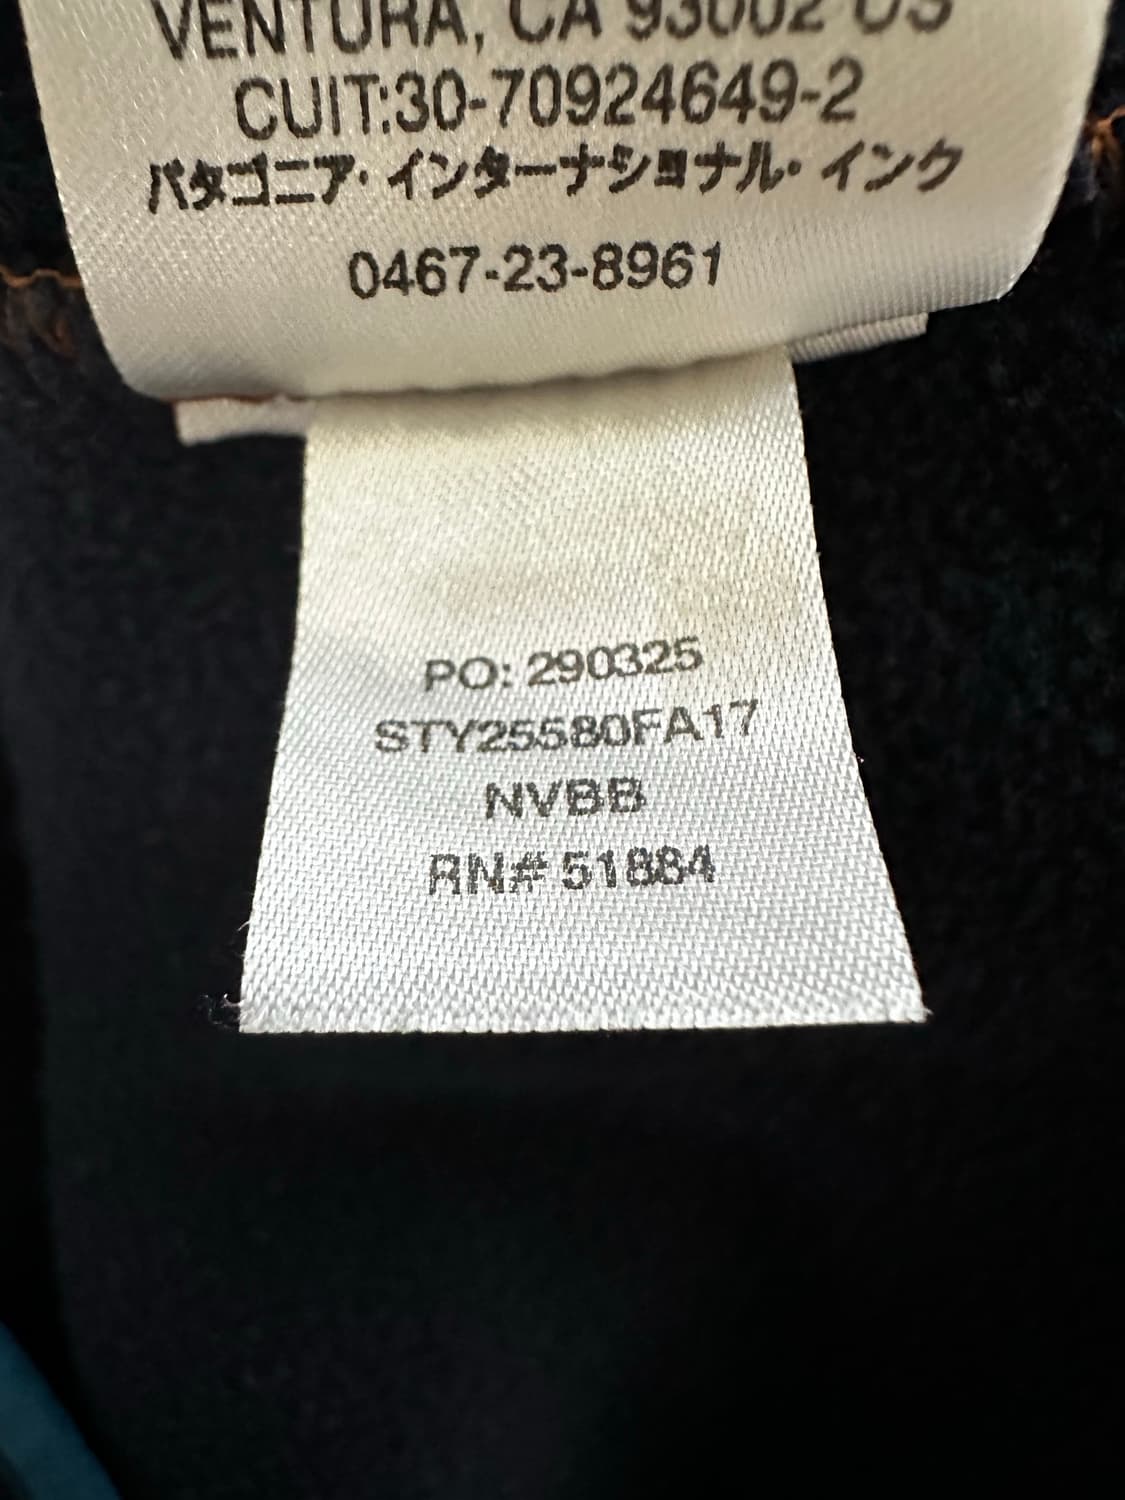 VENTURA, CA 93002 US
CUIT:30-70924649-2
パタゴニア・インターナショナル・インク
0467-23-8961
PO: 290325
STY25580FA17
NVBB
RN# 51884